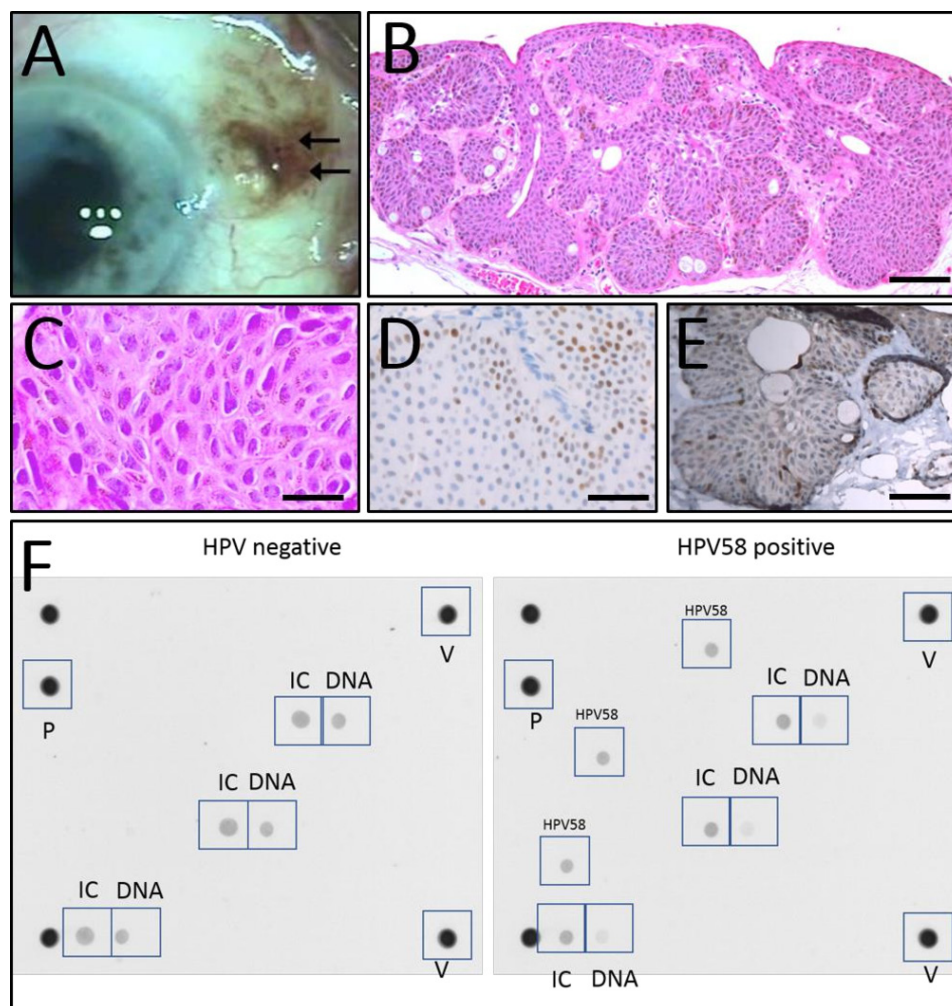 A
B
C
D
E
F
HPV negative
HPV58 positive
HPV58
V
V
IC DNA
IC DNA
P
P
HPV58
IC DNA
IC DNA
HPV58
IC DNA
V
V
IC DNA